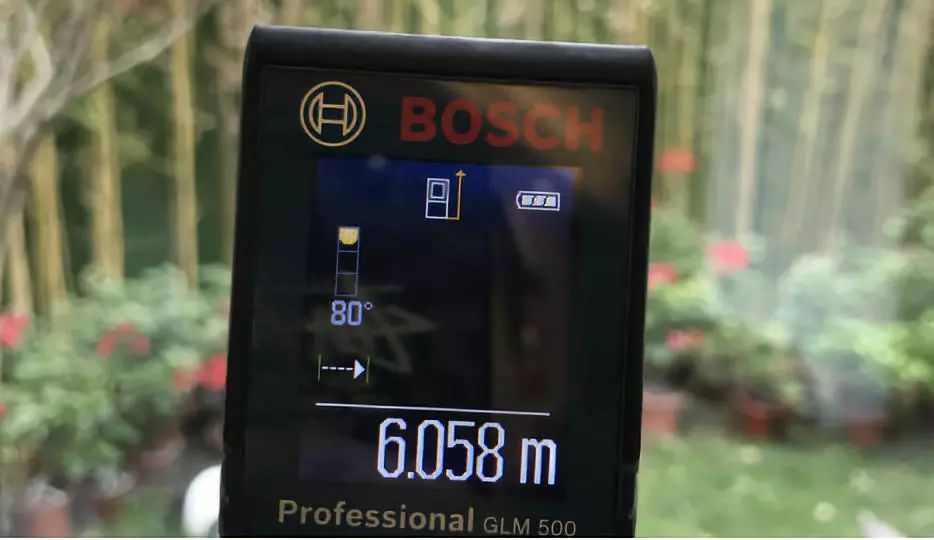 BOSCH
80°
6.058 m
Professional GLM 500